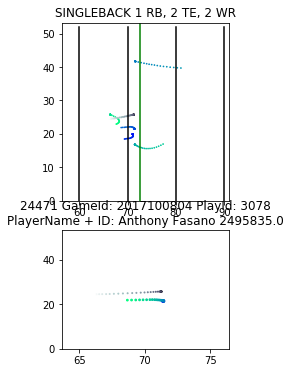 SINGLEBACK 1 RB, 2 TE, 2 WR
50
40
30
20
10
0
60 70 80 90
24471 GameId: 2017100804 PlayId: 3078
PlayerName + ID: Anthony Fasano 2495835.0
40
20
0
65 70 75